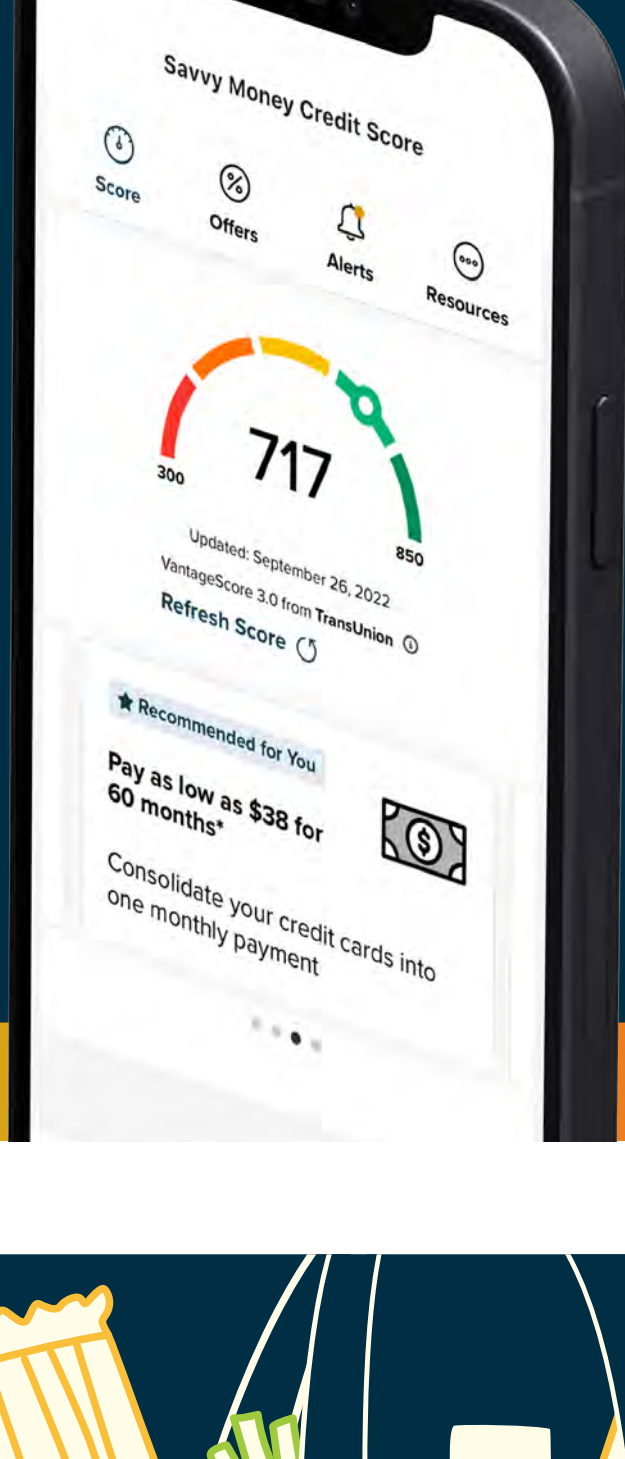 Savvy Money Credit Score
Score
Offers
Alerts
Resources
717
300
850
Updated: September 26, 2022
VantageScore 3.0 from TransUnion
Refresh Score
Recommended for You
Pay as low as $38 for
60 months*
$
Consolidate your credit cards into
one monthly payment